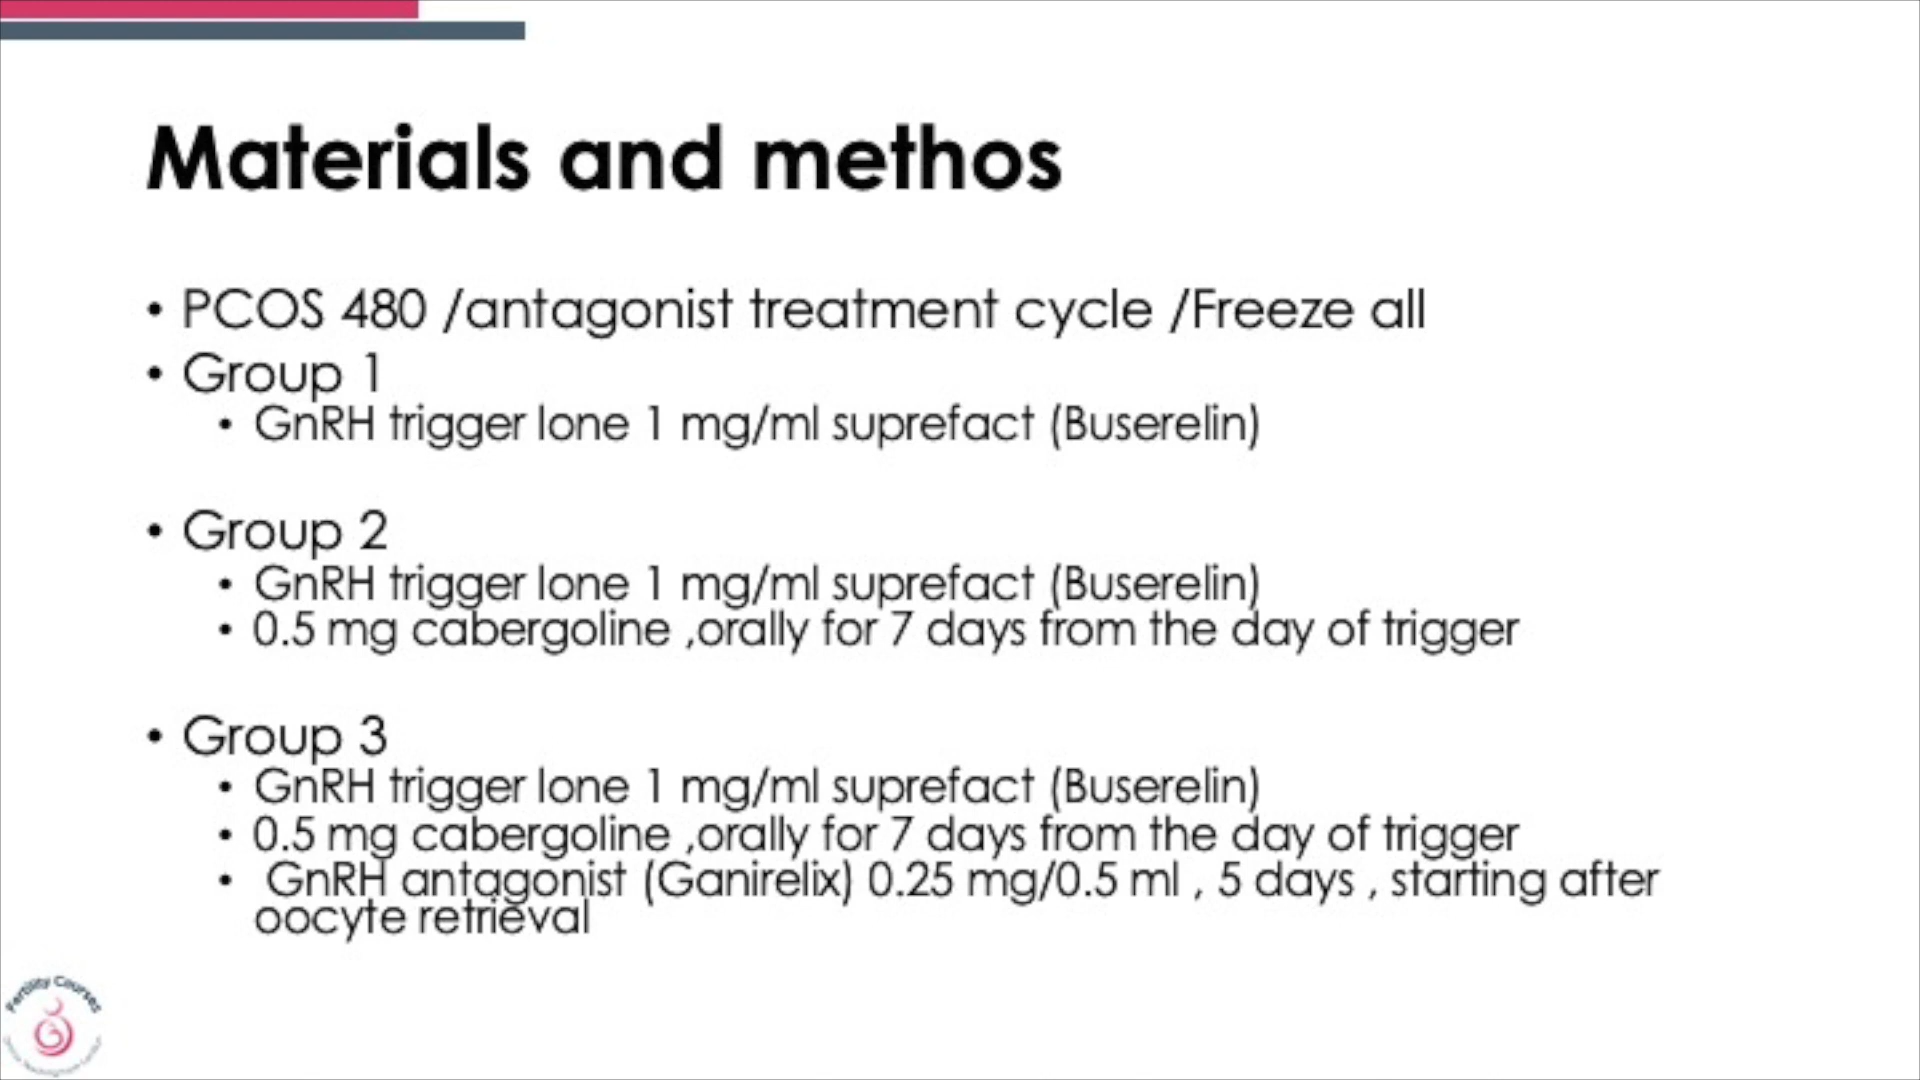 Materials and methos
• PCOS 480 /antagonist treatment cycle /Freeze all
• Group 1
• GnRH trigger lone 1 mg/ml suprefact (Buserelin)
• Group 2
• GnRH trigger lone 1 mg/ml suprefact (Buserelin)
• 0.5 mg cabergoline ,orally for 7 days from the day of trigger
• Group 3
• GnRH trigger lone 1 mg/ml suprefact (Buserelin)
• 0.5 mg cabergoline ,orally for 7 days from the day of trigger
• GnRH antagonist (Ganirelix) 0.25 mg/0.5 ml , 5 days , starting after
oocyte retrieval
Fertility Courses